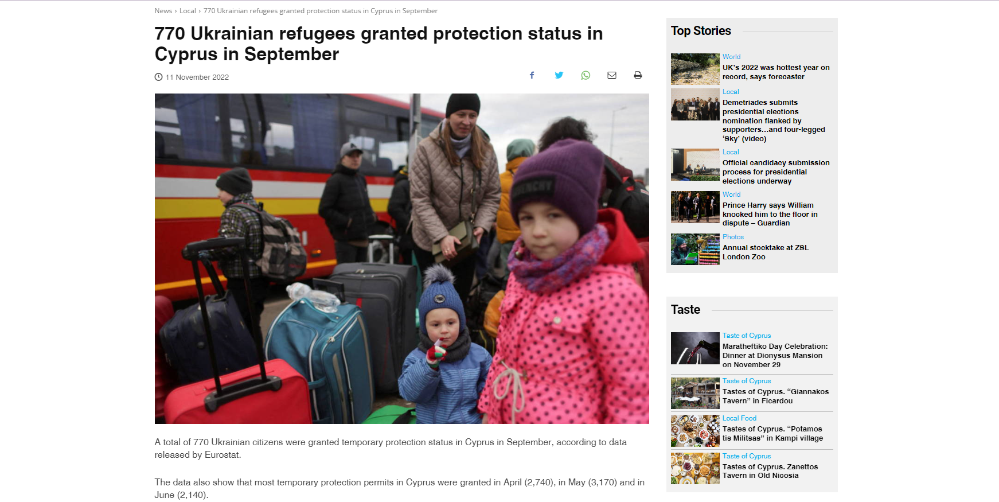 News › Local › 770 Ukrainian refugees granted protection status in Cyprus in September
770 Ukrainian refugees granted protection status in
Cyprus in September
11 November 2022
A total of 770 Ukrainian citizens were granted temporary protection status in Cyprus in September, according to data
released by Eurostat.
The data also show that most temporary protection permits in Cyprus were granted in April (2,740), in May (3,170) and in
June (2,140).
Top Stories
World
UK’s 2022 was hottest year on
record, says forecaster
Local
Demetriades submits
presidential elections
nomination flanked by
supporters…and four-legged
‘Sky’ (video)
Local
Official candidacy submission
process for presidential
elections underway
World
Prince Harry says William
knocked him to the floor in
dispute – Guardian
Photos
Annual stocktake at ZSL
London Zoo
Taste
Taste of Cyprus
Maratheftiko Day Celebration:
Dinner at Dionysus Mansion
on November 29
Taste of Cyprus
Tastes of Cyprus. “Giannakos
Tavern” in Ficardou
Local Food
Tastes of Cyprus. “Potamos
tis Militsas” in Kampi village
Taste of Cyprus
Tastes of Cyprus. Zanettos
Tavern in Old Nicosia